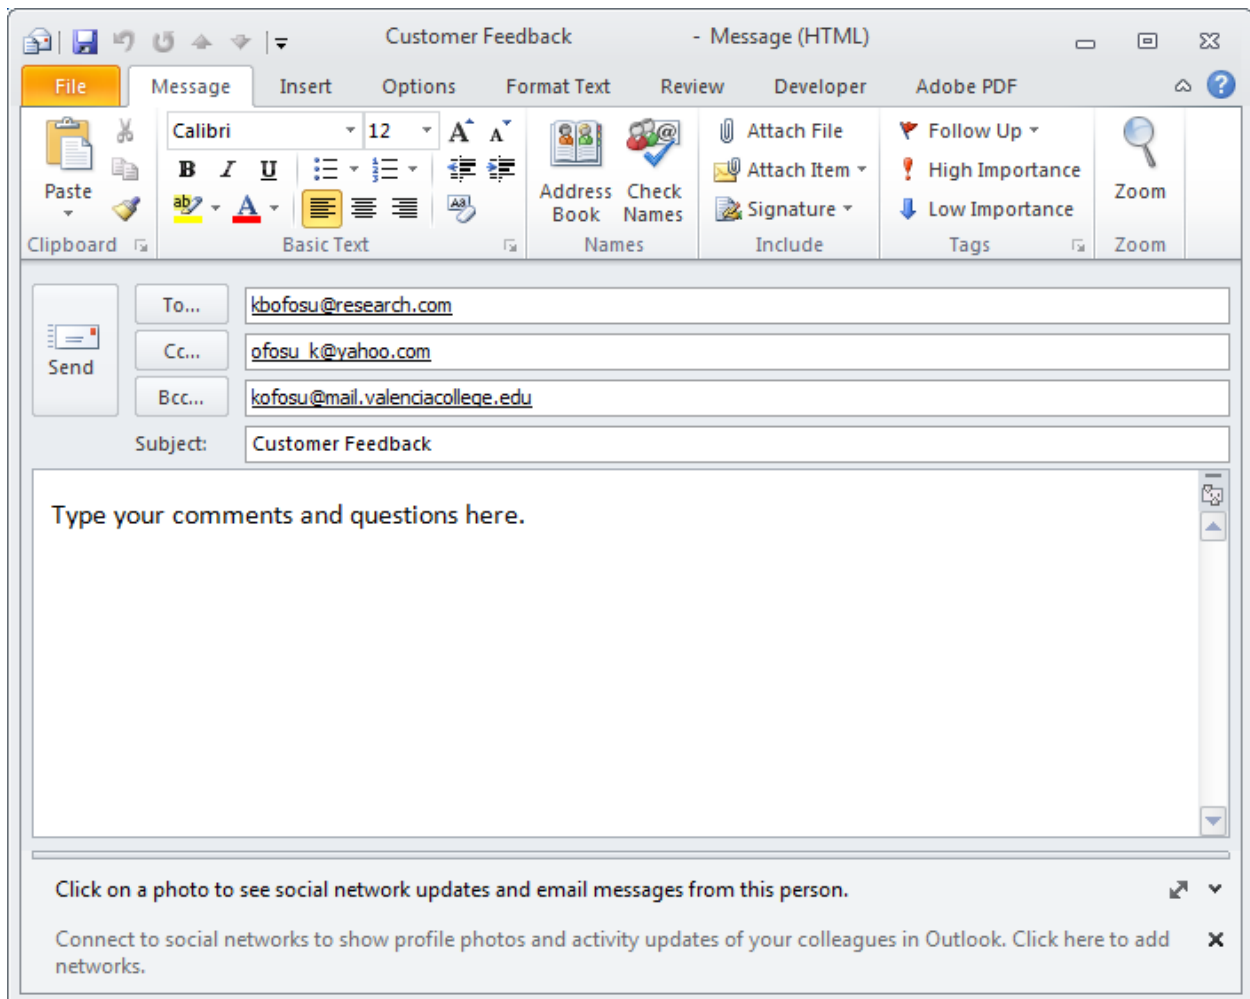 Customer Feedback - Message (HTML)
File Message Insert Options Format Text Review Developer Adobe PDF
Calibri 12 A A Attach File Follow Up
B I U Attach Item High Importance
Paste Address Book Check Names Zoom
ab A Aa Signature Low Importance
Clipboard Basic Text Names Include Tags Zoom
To... kbofosu@research.com
Send
Cc... ofosu_k@yahoo.com
Bcc... kofosu@mail.valenciacollege.edu
Subject: Customer Feedback
Type your comments and questions here.
Click on a photo to see social network updates and email messages from this person.
Connect to social networks to show profile photos and activity updates of your colleagues in Outlook. Click here to add
networks.